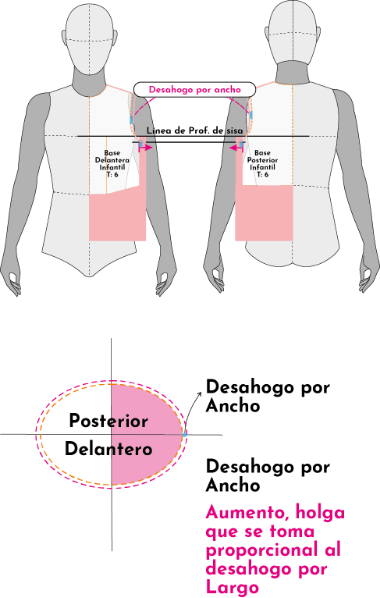 Desahogo por ancho
Linea de Prof. de sisa
Base
Delantera
Infantil
T: 6
Base
Posterior
Infantil
T: 6
Posterior
Delantero
Desahogo por
Ancho
Desahogo por
Ancho
Aumento, holga
que se toma
proporcional al
desahogo por
Largo